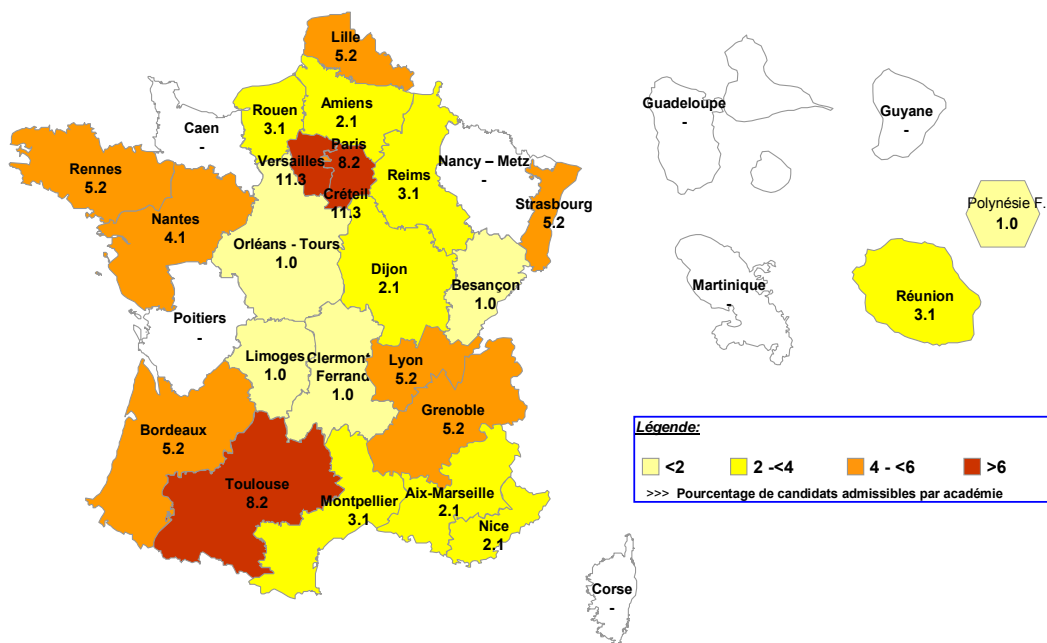 Lille
5.2
Rouen
3.1
Amiens
2.1
Caen
-
Paris
8.2
Versailles
11.3
Créteil
11.3
Reims
3.1
Nancy – Metz
-
Strasbourg
5.2
Rennes
5.2
Nantes
4.1
Orléans - Tours
1.0
Dijon
2.1
Besançon
1.0
Poitiers
-
Limoges
1.0
Clermont
Ferrand
1.0
Lyon
5.2
Grenoble
5.2
Bordeaux
5.2
Toulouse
8.2
Montpellier
3.1
Aix-Marseille
2.1
Nice
2.1
Corse
-
Guadeloupe
-
Guyane
-
Polynésie F.
1.0
Martinique
-
Réunion
3.1
Légende:
<2 2 -<4 4 - <6 >6
>>> Pourcentage de candidats admissibles par académie